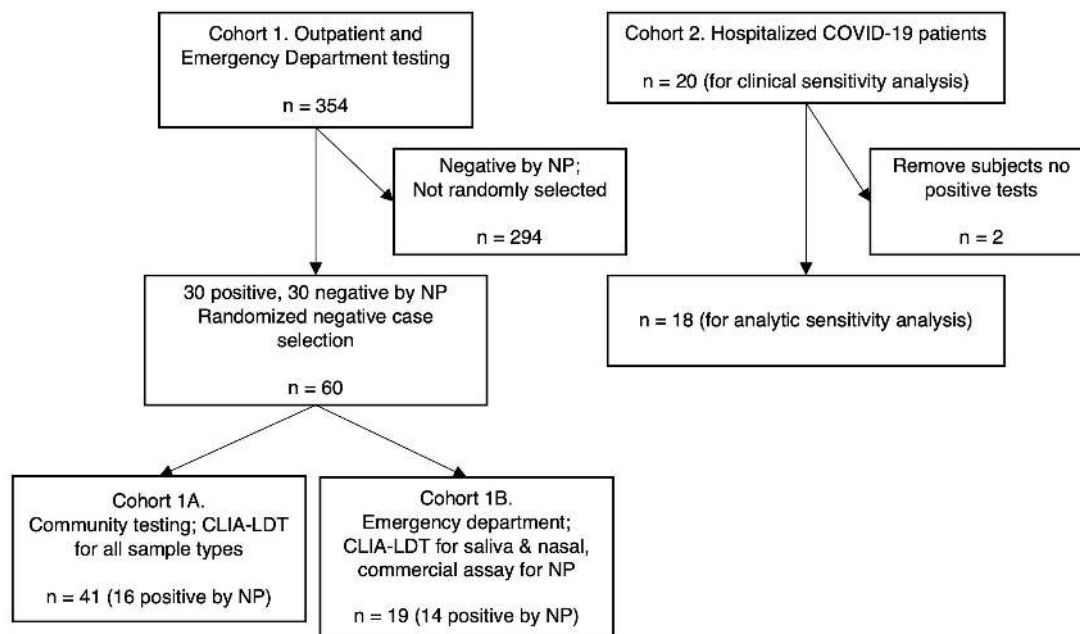 Cohort 1. Outpatient and
Emergency Department testing
n = 354
Negative by NP;
Not randomly selected
n = 294
30 positive, 30 negative by NP
Randomized negative case
selection
n = 60
Cohort 1A.
Community testing; CLIA-LDT
for all sample types
n = 41 (16 positive by NP)
Cohort 1B.
Emergency department;
CLIA-LDT for saliva & nasal,
commercial assay for NP
n = 19 (14 positive by NP)
Cohort 2. Hospitalized COVID-19 patients
n = 20 (for clinical sensitivity analysis)
Remove subjects no
positive tests
n = 2
n = 18 (for analytic sensitivity analysis)